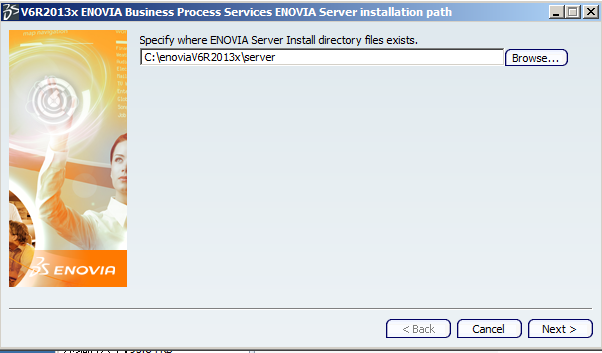 V6R2013x ENOVIA Business Process Services ENOVIA Server installation path
Specify where ENOVIA Server Install directory files exists.
C:\enoviaV6R2013x\server
Browse...
ENOVIA
< Back
Cancel
Next >